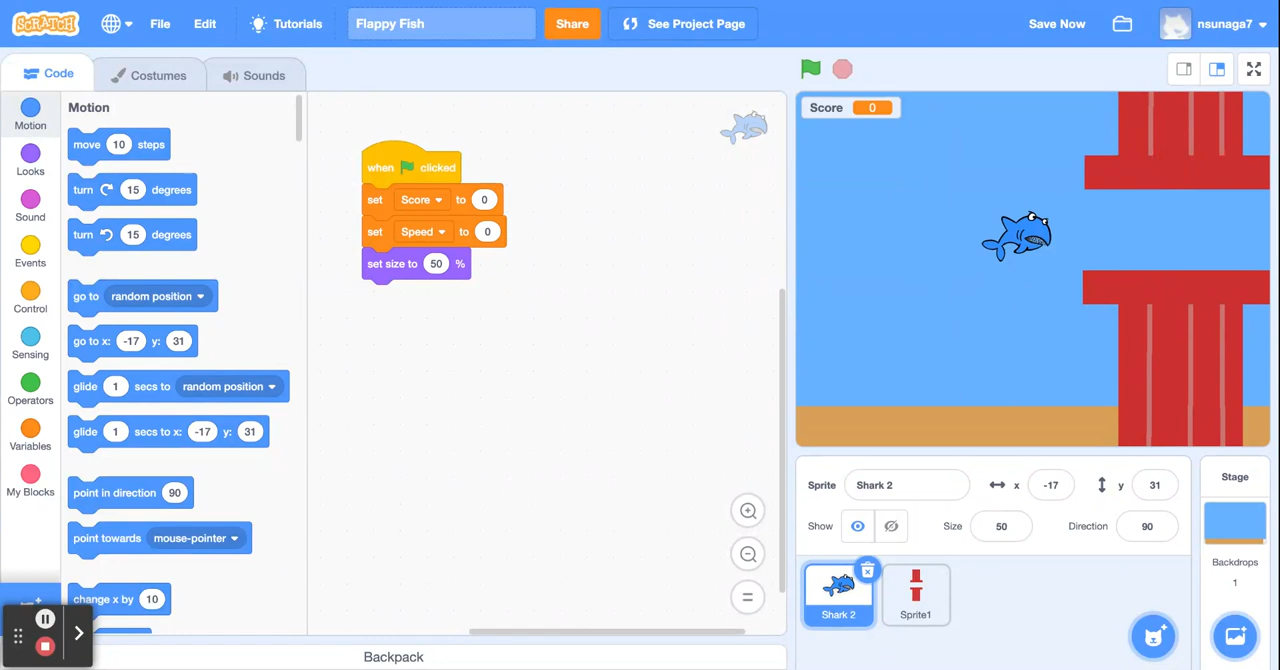 SCRATCH File Edit Tutorials Flappy Fish Share See Project Page Save Now nsunaga7
Code Costumes Sounds
Motion
Looks
Sound
Events
Control
Sensing
Operators
Variables
My Blocks
Motion
move 10 steps
turn 15 degrees
turn 15 degrees
go to random position
go to x: -17 y: 31
glide 1 secs to random position
glide 1 secs to x: -17 y: 31
point in direction 90
point towards mouse-pointer
change x by 10
when clicked
set Score to 0
set Speed to 0
set size to 50 %
Backpack
Score 0
Sprite Shark 2 x -17 y 31
Show Size 50 Direction 90
Shark 2 Sprite1
Stage
Backdrops
1